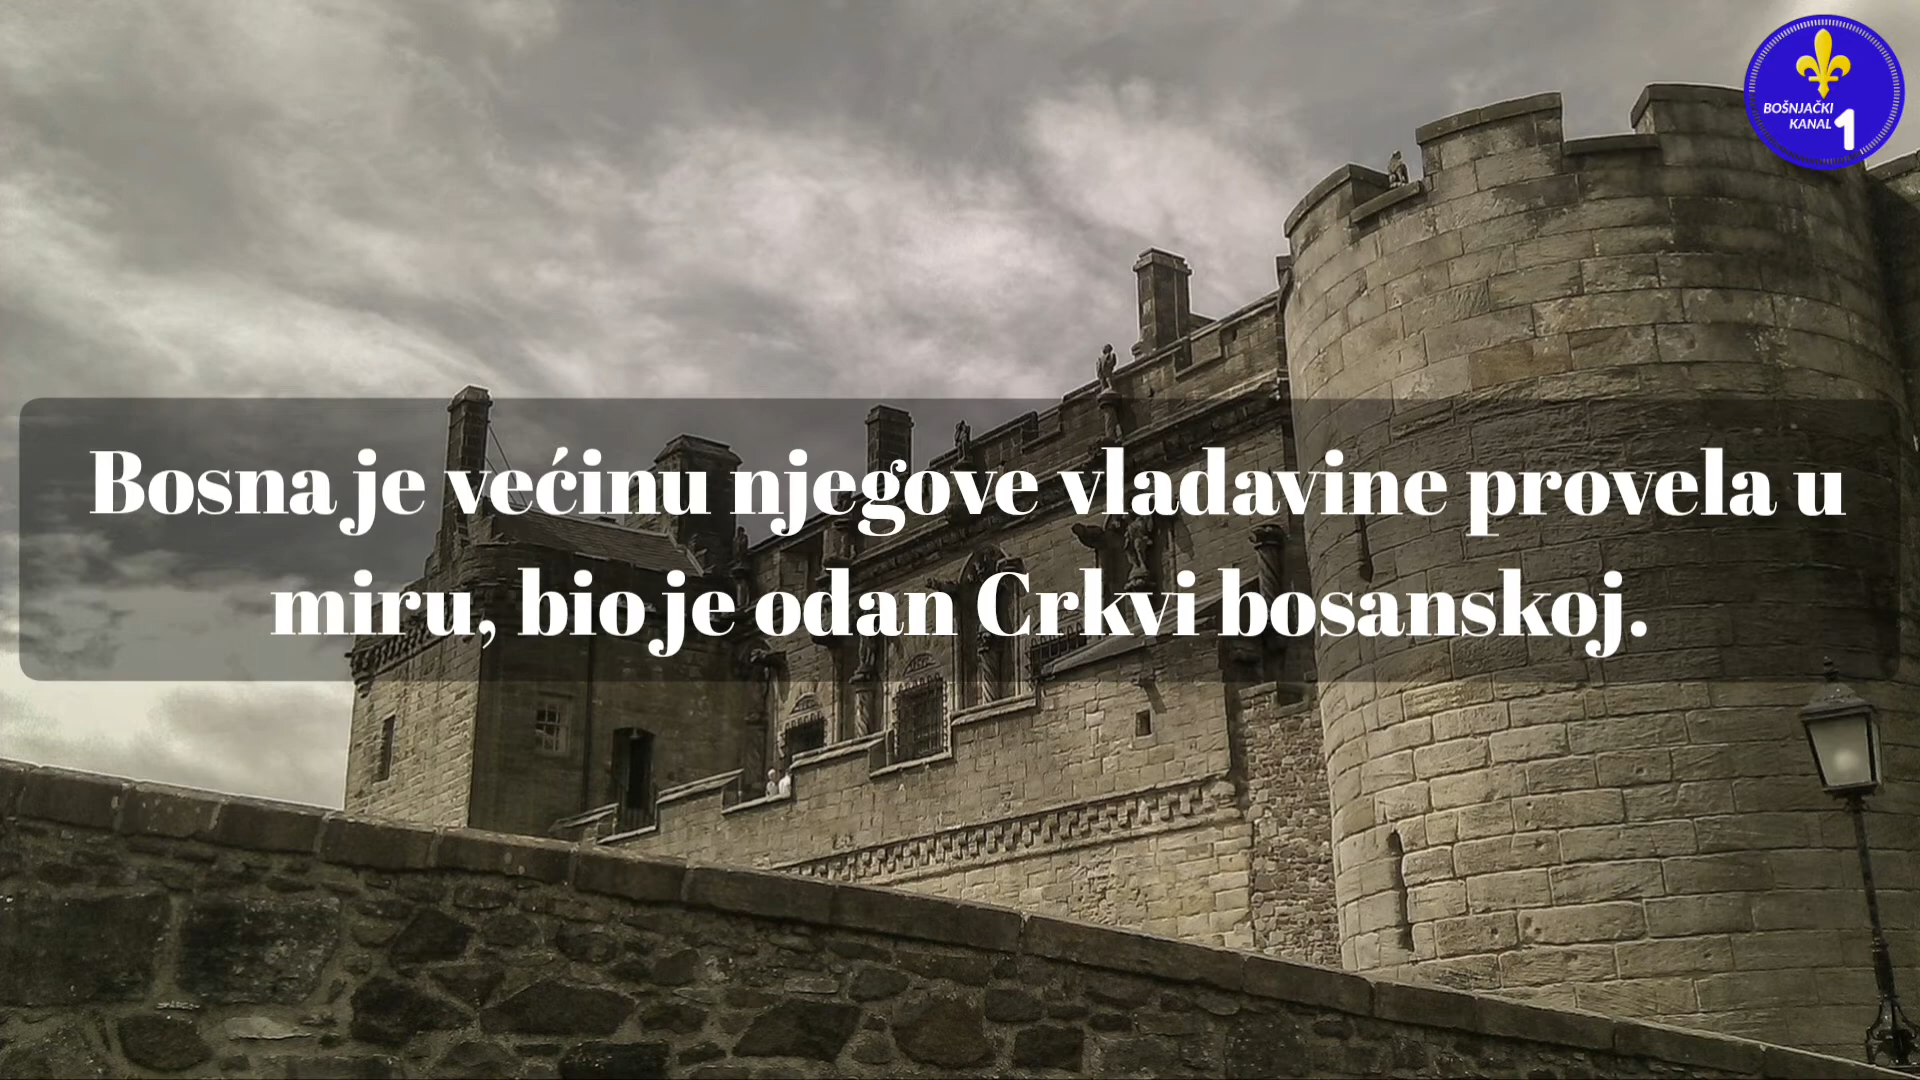 BOŠNJAČKI
KANAL 1
Bosna je većinu njegove vladavine provela u
miru, bio je odan Crkvi bosanskoj.